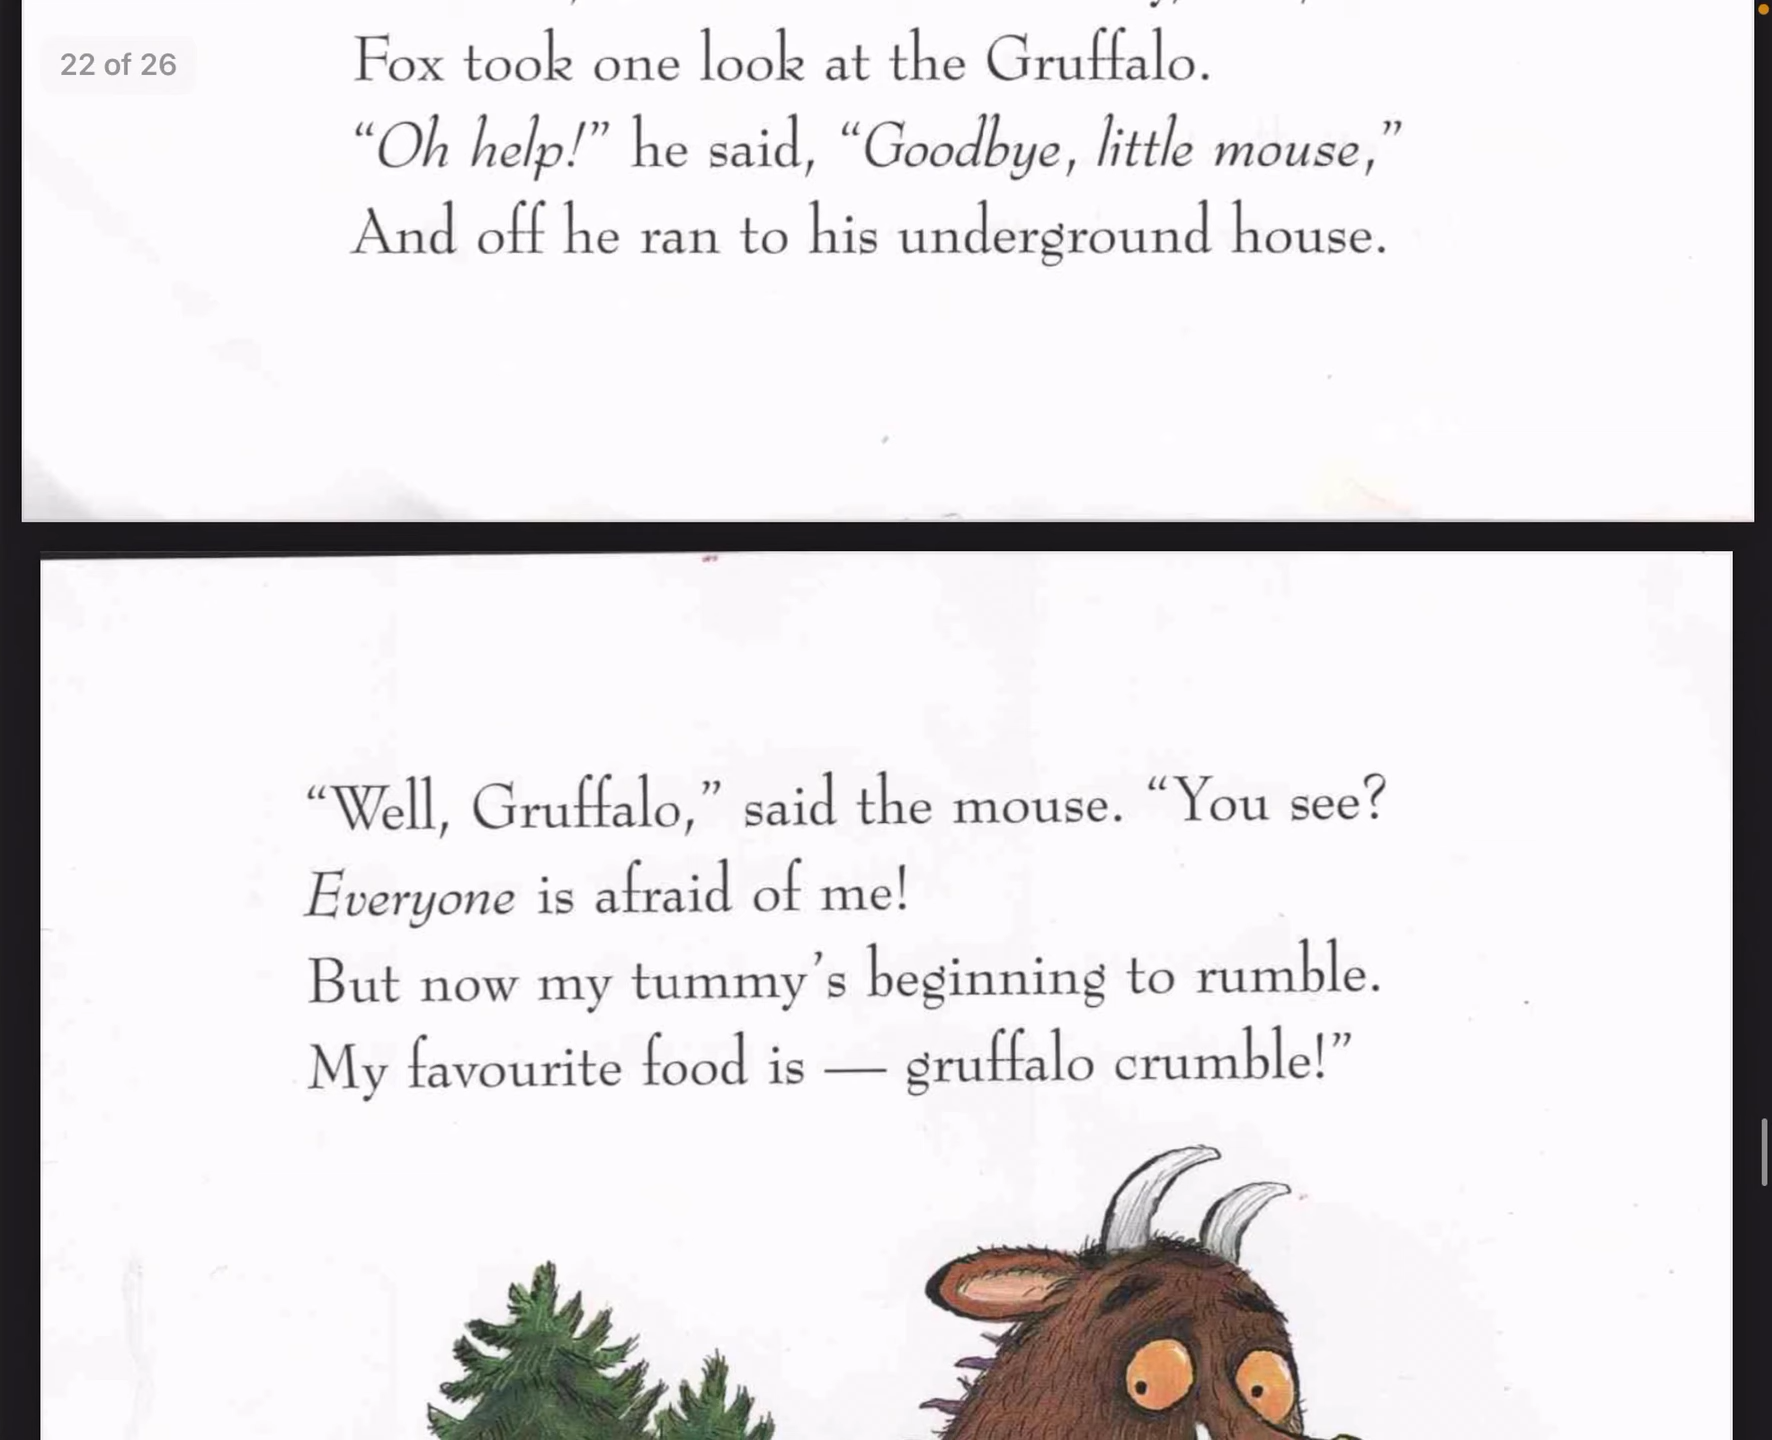 22 of 26
Fox took one look at the Gruffalo.
“Oh help!” he said, “Goodbye, little mouse,”
And off he ran to his underground house.
“Well, Gruffalo,” said the mouse. “You see?
Everyone is afraid of me!
But now my tummy’s beginning to rumble.
My favourite food is — gruffalo crumble!”